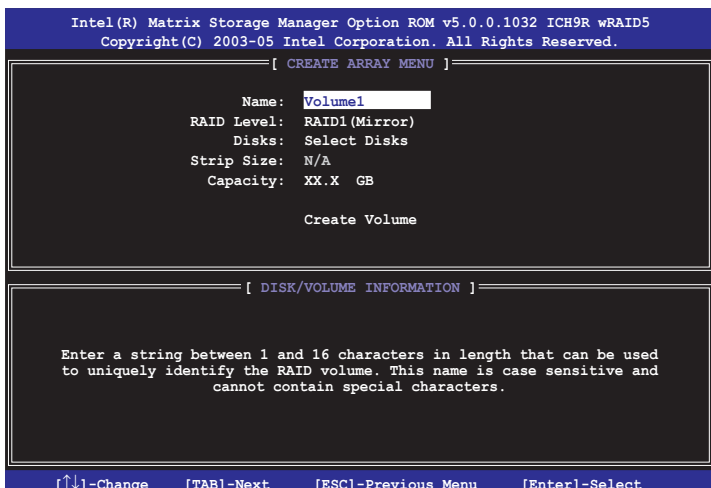 Intel(R) Matrix Storage Manager Option ROM v5.0.0.1032 ICH9R wRAID5
Copyright(C) 2003-05 Intel Corporation. All Rights Reserved.
[ CREATE ARRAY MENU ]
Name: Volume1
RAID Level: RAID1(Mirror)
Disks: Select Disks
Strip Size: N/A
Capacity: XX.X GB
Create Volume
[ DISK/VOLUME INFORMATION ]
Enter a string between 1 and 16 characters in length that can be used
to uniquely identify the RAID volume. This name is case sensitive and
cannot contain special characters.
[↑↓]-Change [TAB]-Next [ESC]-Previous Menu [Enter]-Select